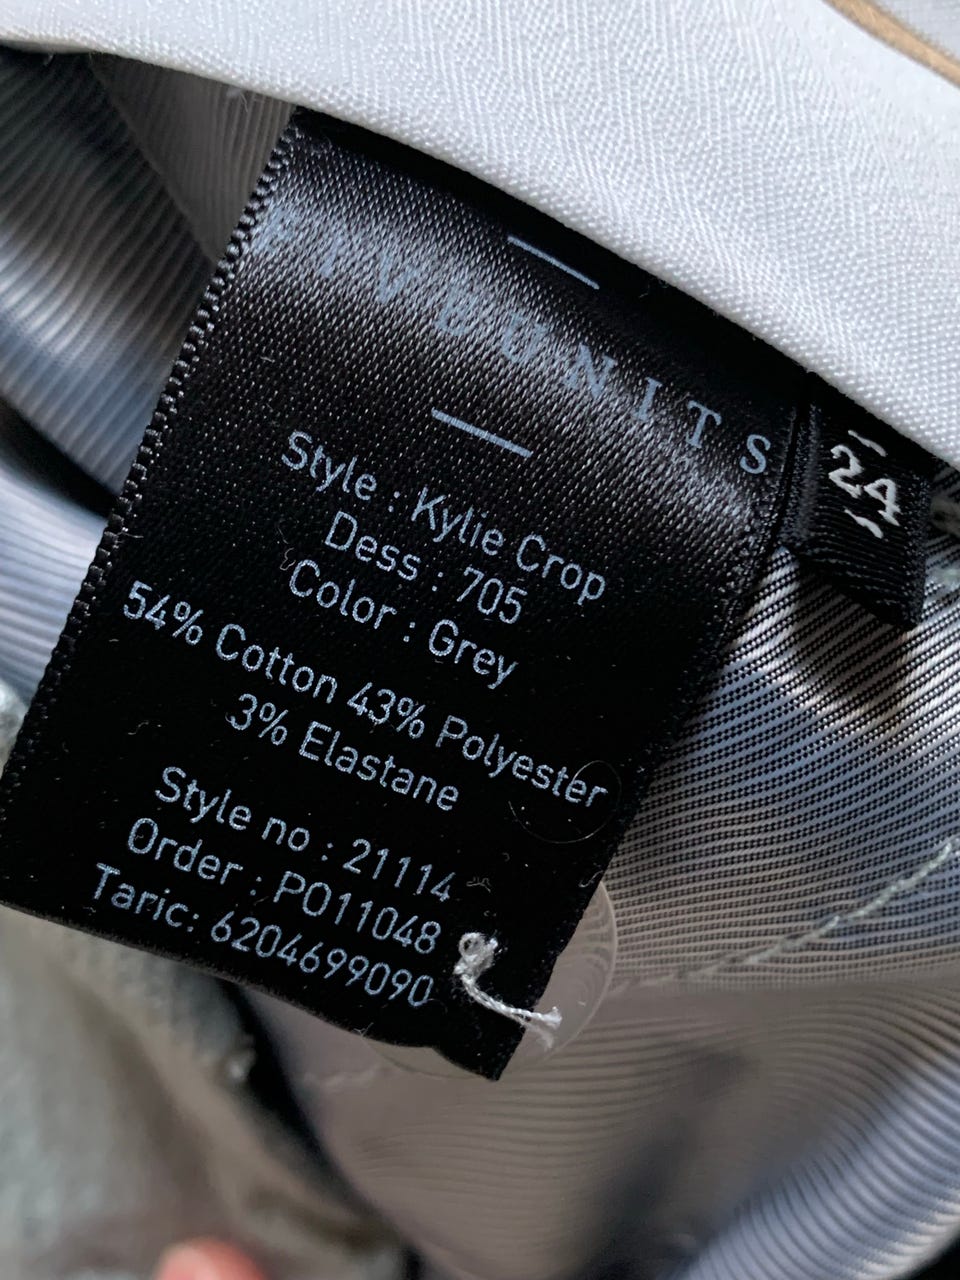 FIVEUNITS
24
Style : Kylie Crop
Dess : 705
Color : Grey
54% Cotton 43% Polyester
3% Elastane
Style no : 21114
Order : PO11048
Taric: 6204699090